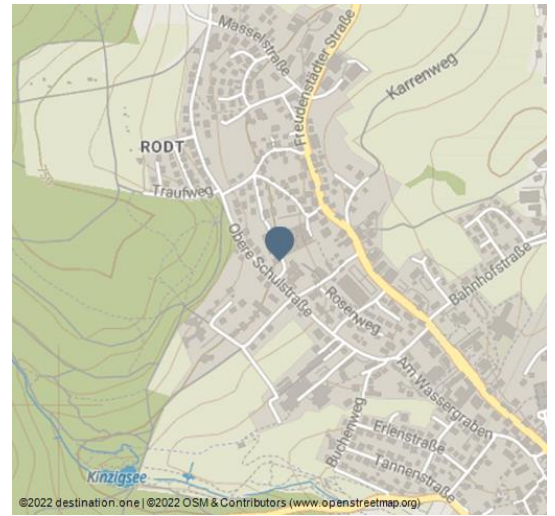 Masselstraße
Freudenstädter Straße
Karrenweg
RODT
750
Traufweg
Obere Schulstraße
Bahnhofstraße
Rosenweg
Am Wassergraben
Buchenweg
Erlenstraße
Tannenstraße
Kinzigsee
©2022 destination.one | ©2022 OSM & Contributors (www.openstreetmap.org)